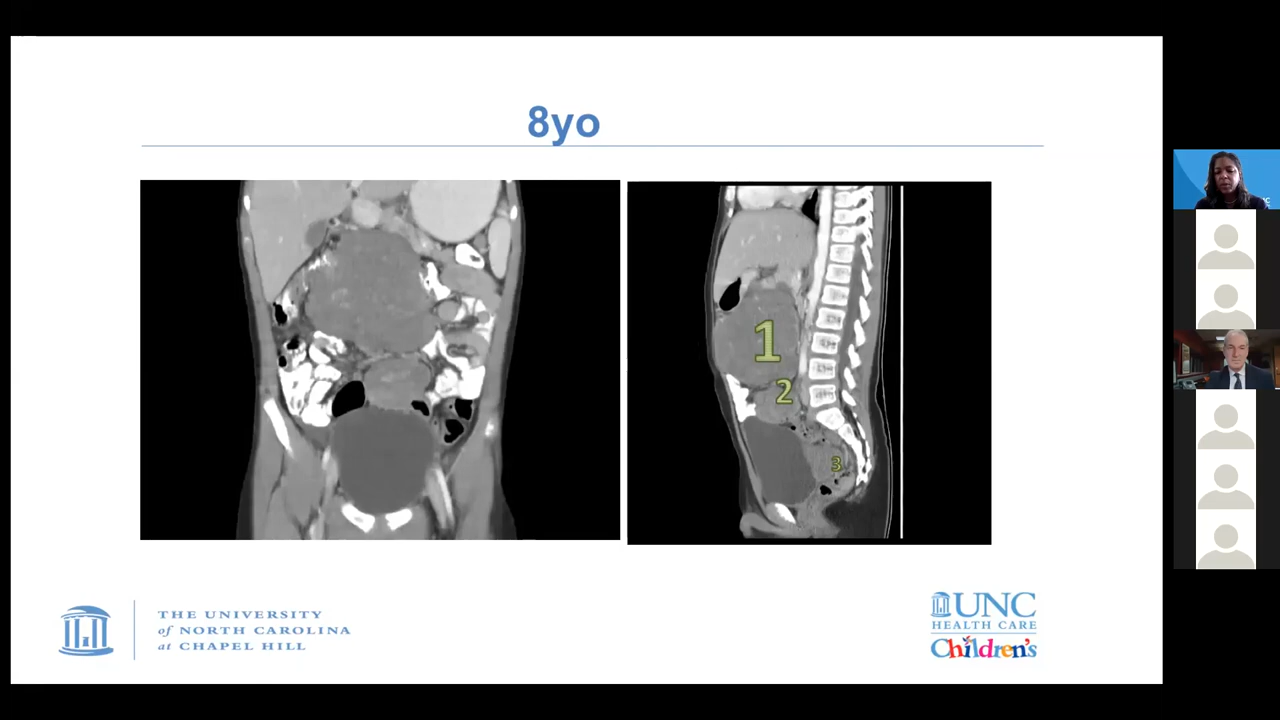 8yo
1
2
3
THE UNIVERSITY
of NORTH CAROLINA
at CHAPEL HILL
UNC
HEALTH CARE
Children's